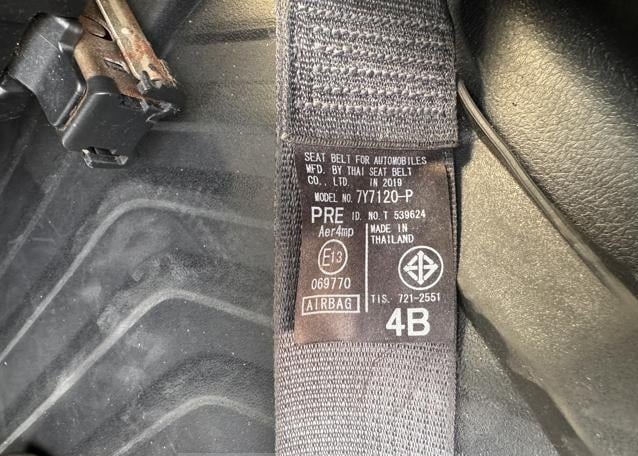 SEAT BELT FOR AUTOMOBILES
MFD. BY THAI SEAT BELT
CO., LTD. IN 2019
MODEL NO. 7Y7120-P
PRE ID. NO. T 539624
Aer4mp
MADE IN
THAILAND
E13
069770
AIRBAG
TIS. 721-2551
4B